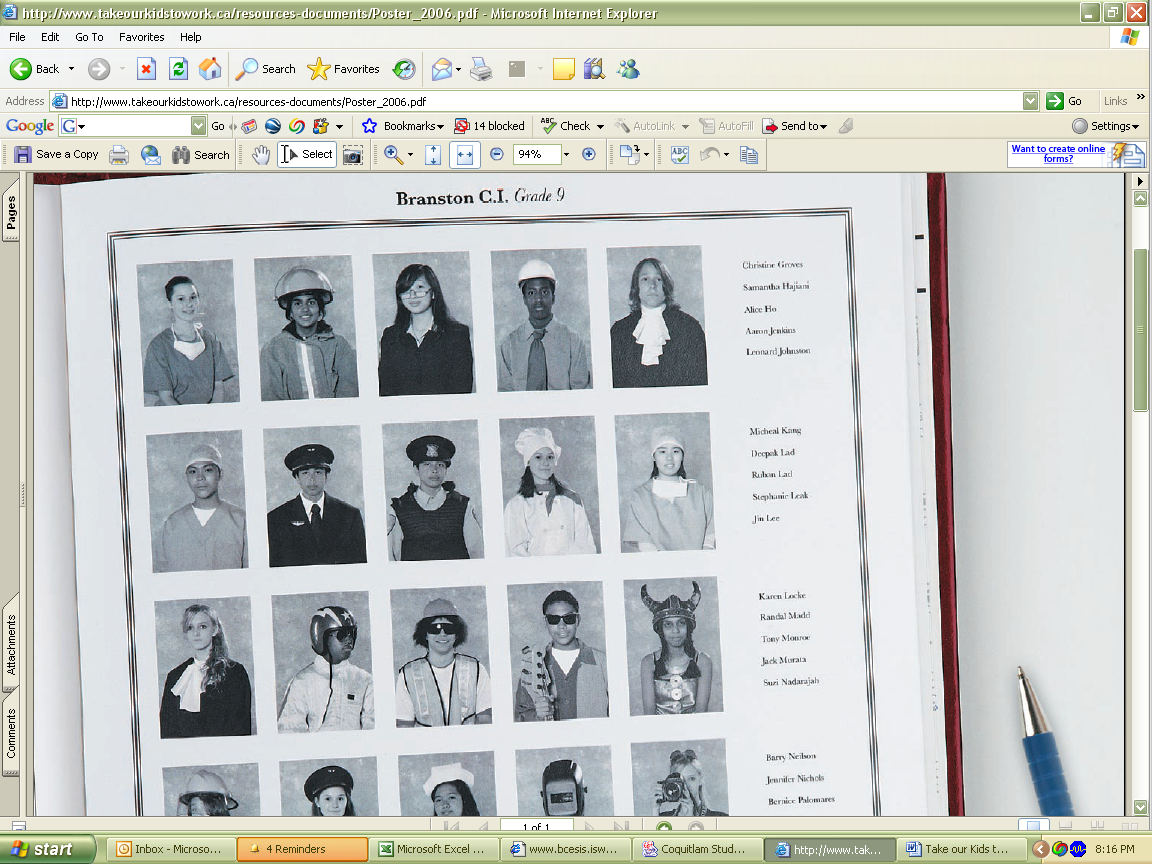 http://www.takeourkidstowork.ca/resources-documents/Poster_2006.pdf - Microsoft Internet Explorer
File Edit Go To Favorites Help
Back Search Favorites
Address http://www.takeourkidstowork.ca/resources-documents/Poster_2006.pdf Go Links »
Google G Go Bookmarks 14 blocked ABC Check AutoLink AutoFill Send to Settings
Save a Copy Search Select 94% Want to create online
forms?
Pages
Branston C.I. Grade 9
Christine Groves
Samantha Hajiani
Alice Ho
Aaron Jenkins
Leonard Johnston
Micheal Kang
Deepak Lad
Ruban Lad
Stephanie Leak
Jin Lee
Attachments
Karen Locke
Randal Madd
Tony Monroe
Jack Murata
Suzi Nadarajah
Comments
Barry Neilson
Jennifer Nichols
Bernice Palomares
1 of 1
start Inbox - Microso... 4 Reminders Microsoft Excel ... www.bcesis.isw... Coquitlam Stud... http://www.tak... Take our Kids t... 8:16 PM